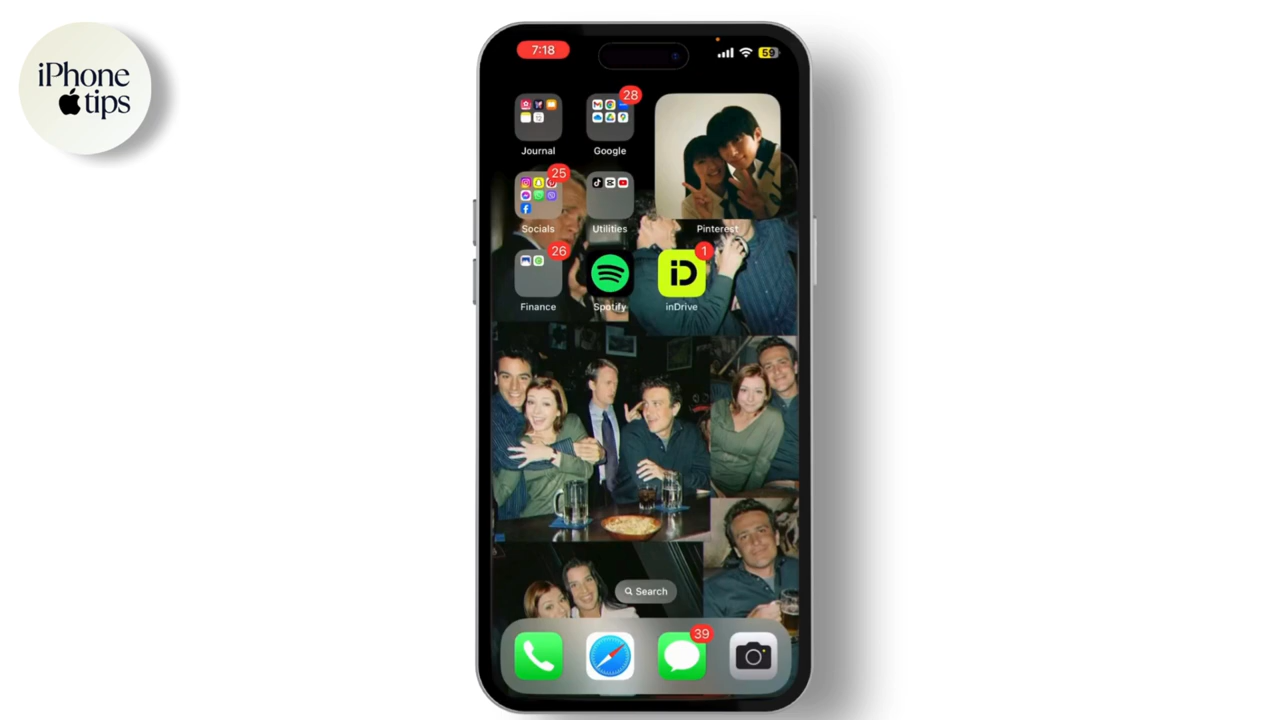 iPhone
tips
7:18
59
28
Journal
Google
25
Socials
Utilities
Pinterest
26
1
Finance
Spotify
iD
inDrive
Search
39